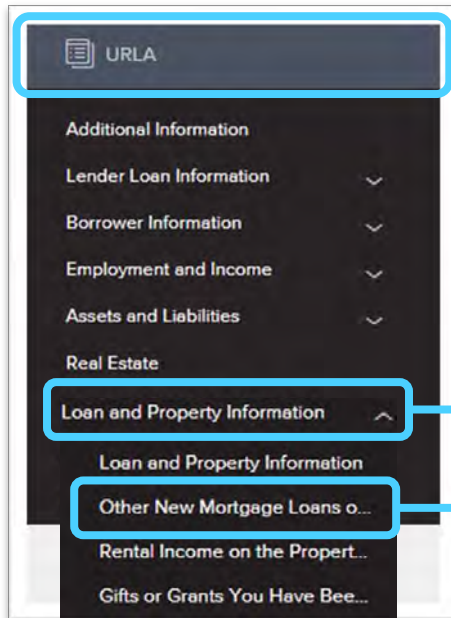 URLA
Additional Information
Lender Loan Information
Borrower Information
Employment and Income
Assets and Liabilities
Real Estate
Loan and Property Information
Loan and Property Information
Other New Mortgage Loans o...
Rental Income on the Propert...
Gifts or Grants You Have Bee...